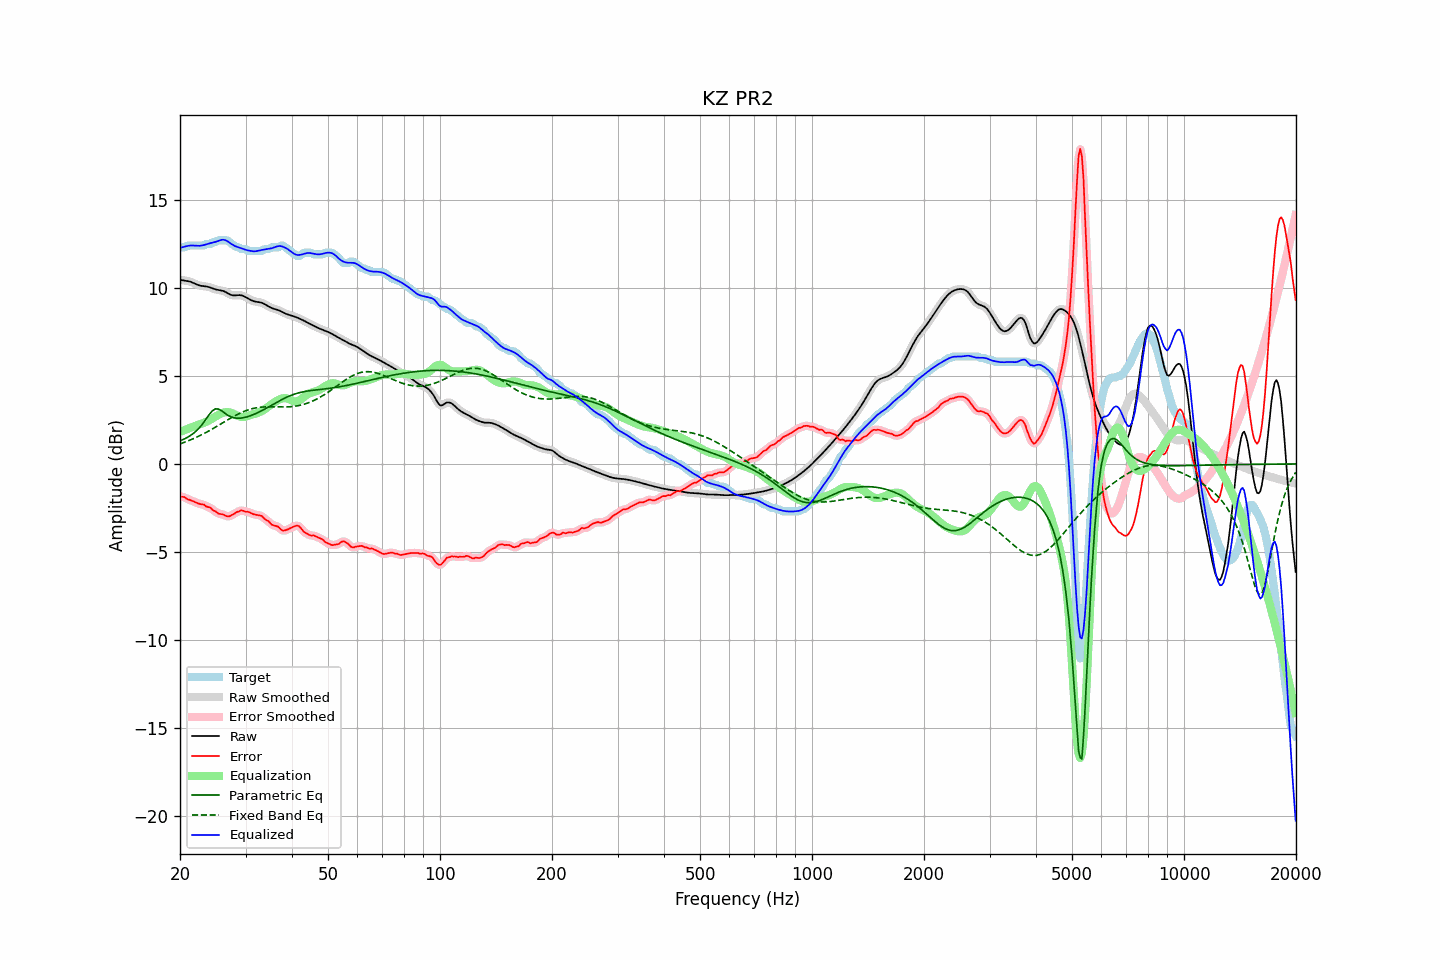 KZ PR2
Amplitude (dBr)
15
10
5
0
−5
−10
−15
−20
Target
Raw Smoothed
Error Smoothed
Raw
Error
Equalization
Parametric Eq
Fixed Band Eq
Equalized
20 50 100 200 500 1000 2000 5000 10000 20000
Frequency (Hz)